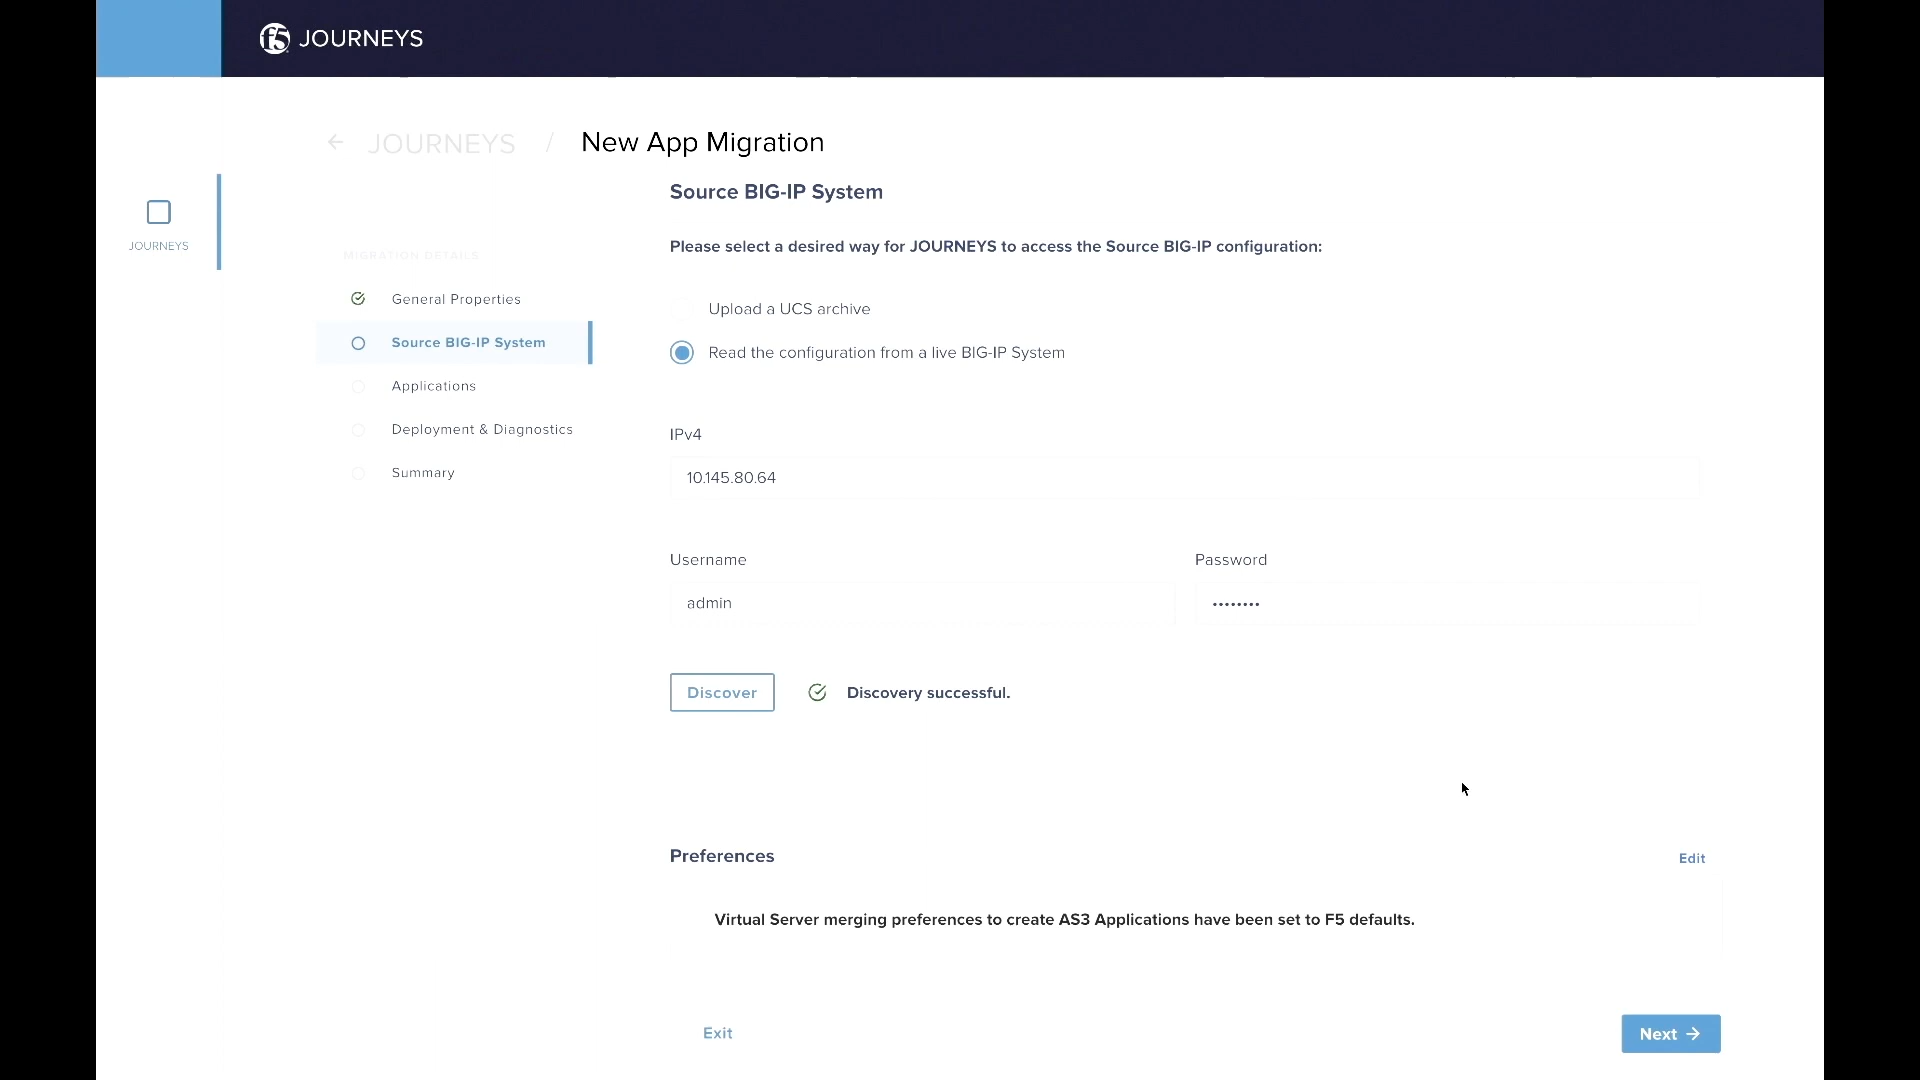 f5 JOURNEYS
JOURNEYS / New App Migration
JOURNEYS
MIGRATION DETAILS
General Properties
Source BIG-IP System
Applications
Deployment & Diagnostics
Summary
Source BIG-IP System
Please select a desired way for JOURNEYS to access the Source BIG-IP configuration:
Upload a UCS archive
Read the configuration from a live BIG-IP System
IPv4
10.145.80.64
Username Password
admin ••••••••
Discover Discovery successful.
Preferences Edit
Virtual Server merging preferences to create AS3 Applications have been set to F5 defaults.
Exit Next